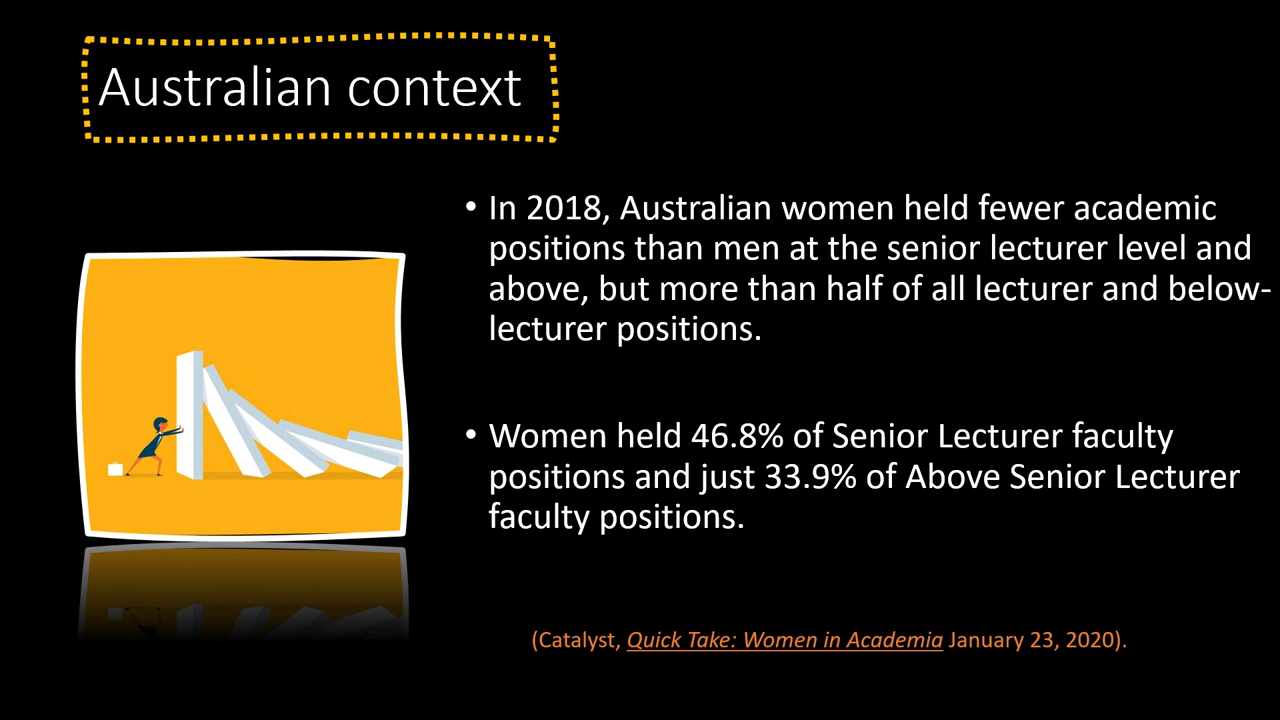 Australian context
• In 2018, Australian women held fewer academic
positions than men at the senior lecturer level and
above, but more than half of all lecturer and below-
lecturer positions.
• Women held 46.8% of Senior Lecturer faculty
positions and just 33.9% of Above Senior Lecturer
faculty positions.
(Catalyst, Quick Take: Women in Academia January 23, 2020).